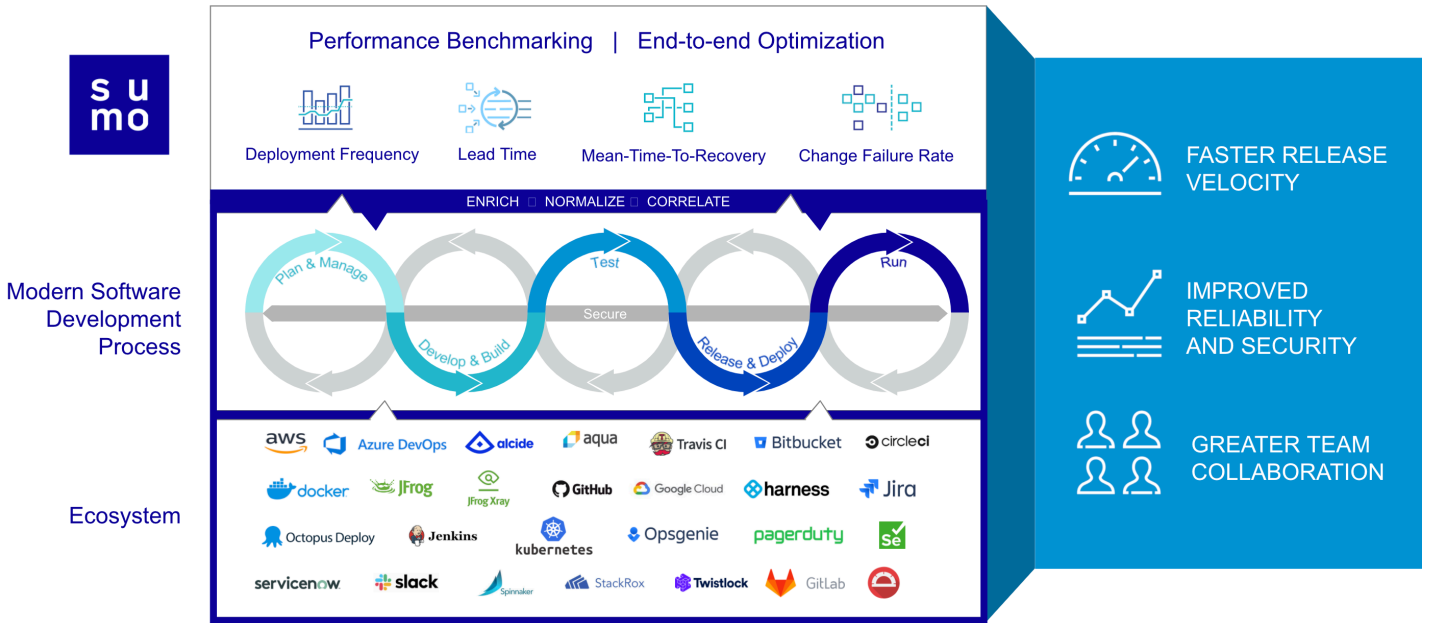 s u
mo
Performance Benchmarking | End-to-end Optimization
Deployment Frequency
Lead Time
Mean-Time-To-Recovery
Change Failure Rate
ENRICH NORMALIZE CORRELATE
Modern Software
Development
Process
Plan & Manage
Develop & Build
Test
Release & Deploy
Run
Secure
Ecosystem
aws
Azure DevOps
alcide
aqua
Travis CI
Bitbucket
circleci
docker
JFrog
JFrog Xray
GitHub
Google Cloud
harness
Jira
Octopus Deploy
Jenkins
kubernetes
Opsgenie
pagerduty
Se
servicenow
slack
Spinnaker
StackRox
Twistlock
GitLab
FASTER RELEASE
VELOCITY
IMPROVED
RELIABILITY
AND SECURITY
GREATER TEAM
COLLABORATION